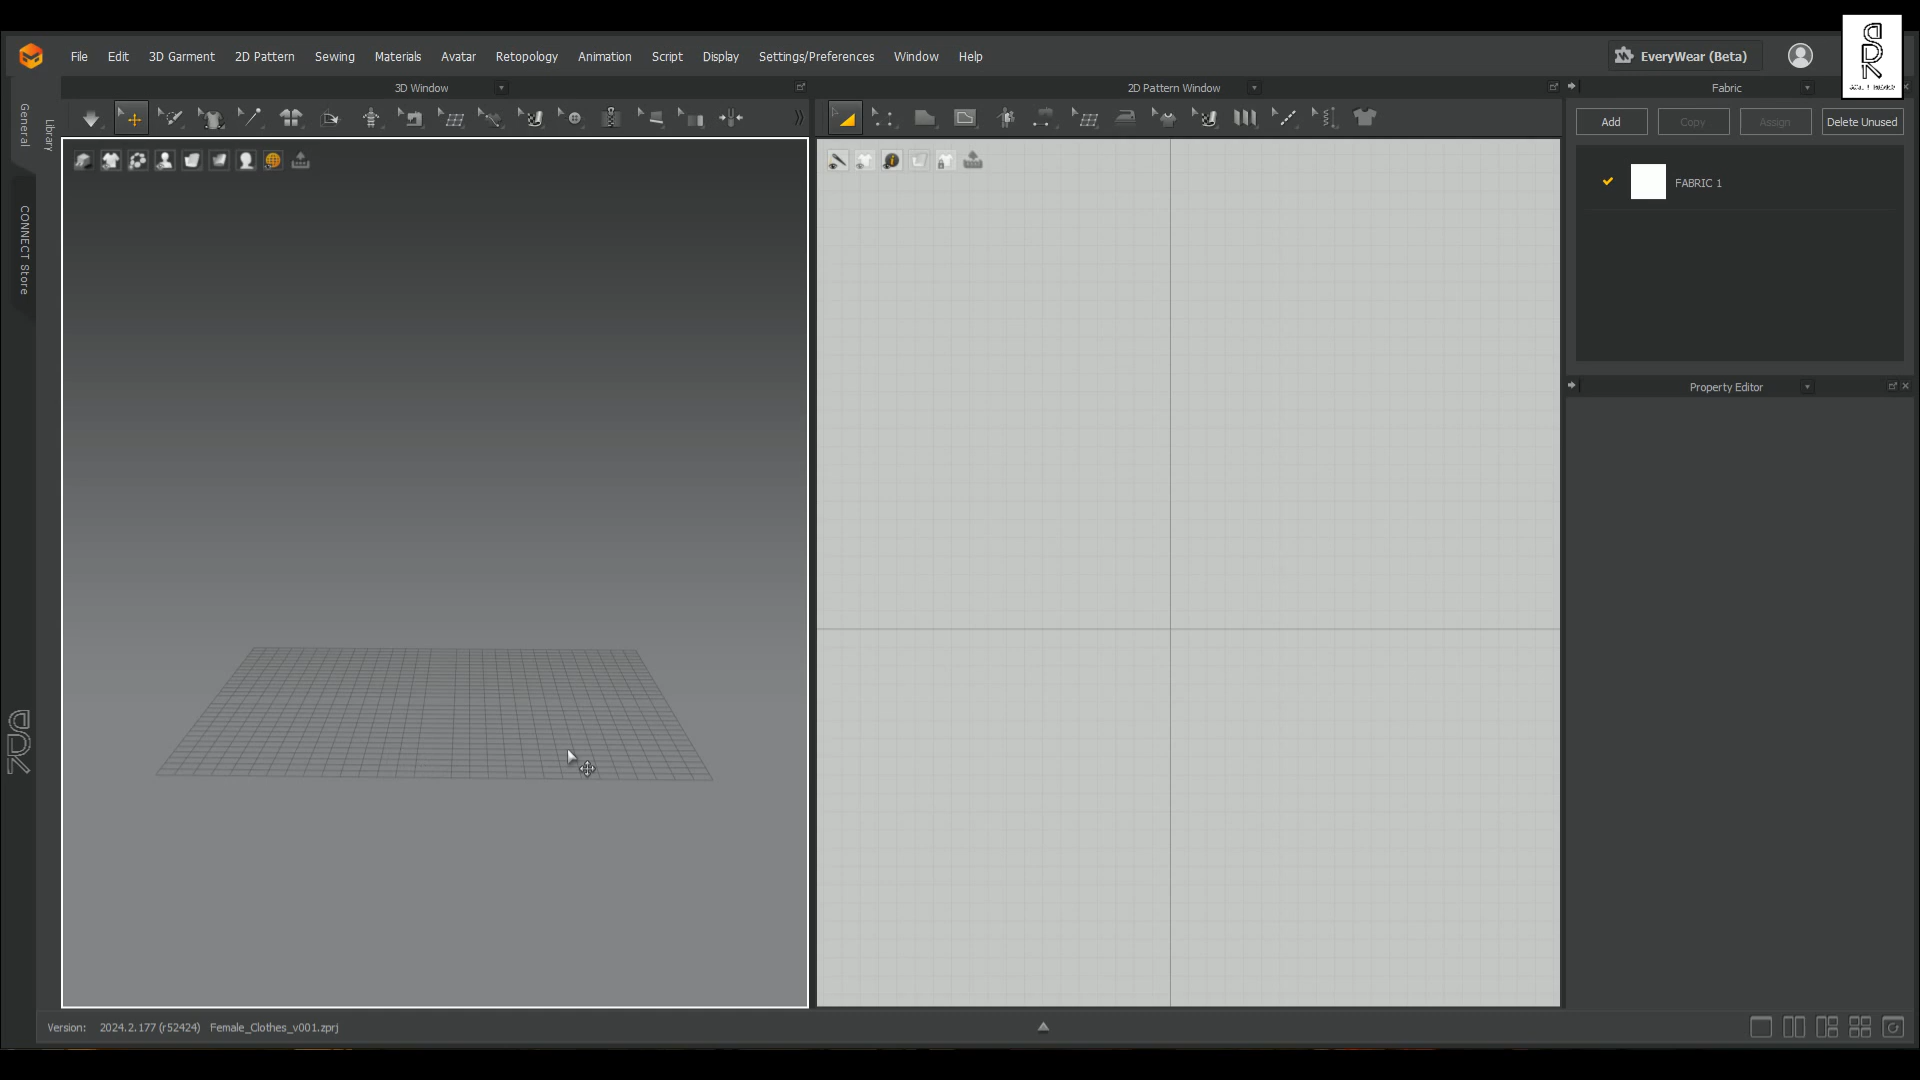 File Edit 3D Garment 2D Pattern Sewing Materials Avatar Retopology Animation Script Display Settings/Preferences Window Help
EveryWear (Beta)
SDK
General
CONNECT Store
Library
3D Window
2D Pattern Window
Fabric
Add Copy Assign Delete Unused
FABRIC 1
Property Editor
SDK
Version: 2024.2.177 (r52424) Female_Clothes_v001.zprj